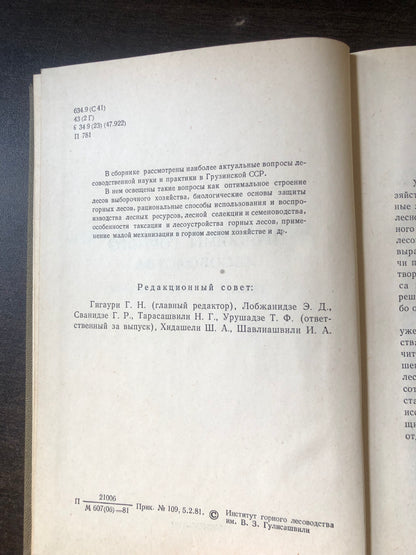 634.9 (С 41)
43 (2 Г)
6 34 9 (23) (47.922)
П 781
В сборнике рассмотрены наиболее актуальные вопросы ле-
соводственной науки и практики в Грузинской ССР.
В нем освещены такие вопросы как оптимальное строение
лесов выборочного хозяйства, биологические основы защиты
горных лесов, рациональные способы использования и воспро-
изводства лесных ресурсов, лесной селекции и семеноводства,
особенности таксации и лесоустройства горных лесов, приме-
нение малой механизации в горном лесном хозяйстве и др.
Редакционный совет:
Гигаури Г. Н. (главный редактор), Лобжанидзе Э. Д.,
Сванидзе Г. Р., Тарасашвили Н. Г., Урушадзе Т. Ф. (ответ-
ственный за выпуск), Хидашели Ш. А., Шавлиашвили И. А.
П 21006
М 607(06)—81
Прик. № 109, 5.2.81.
© Институт горного лесоводства
им. В. З. Гулисашвили